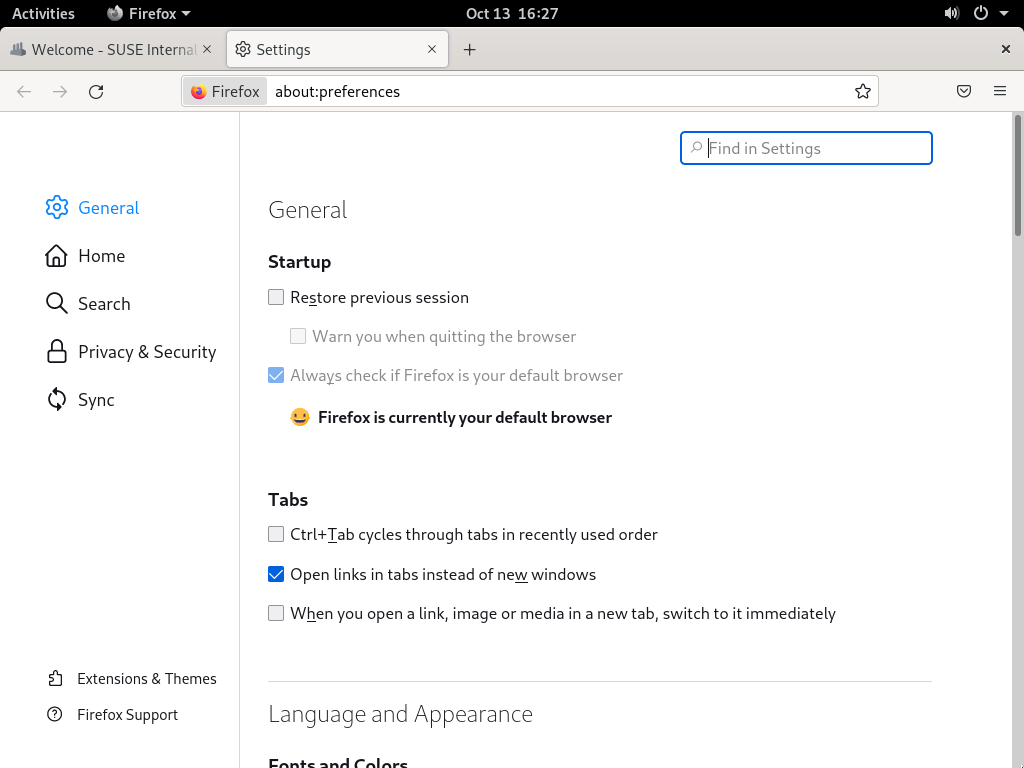 Activities Firefox Oct 13 16:27
Welcome - SUSE Internal Settings
Firefox about:preferences
Find in Settings
General
Home
Search
Privacy & Security
Sync
Extensions & Themes
Firefox Support
General
Startup
Restore previous session
Warn you when quitting the browser
Always check if Firefox is your default browser
Firefox is currently your default browser
Tabs
Ctrl+Tab cycles through tabs in recently used order
Open links in tabs instead of new windows
When you open a link, image or media in a new tab, switch to it immediately
Language and Appearance
Fonts and Colors